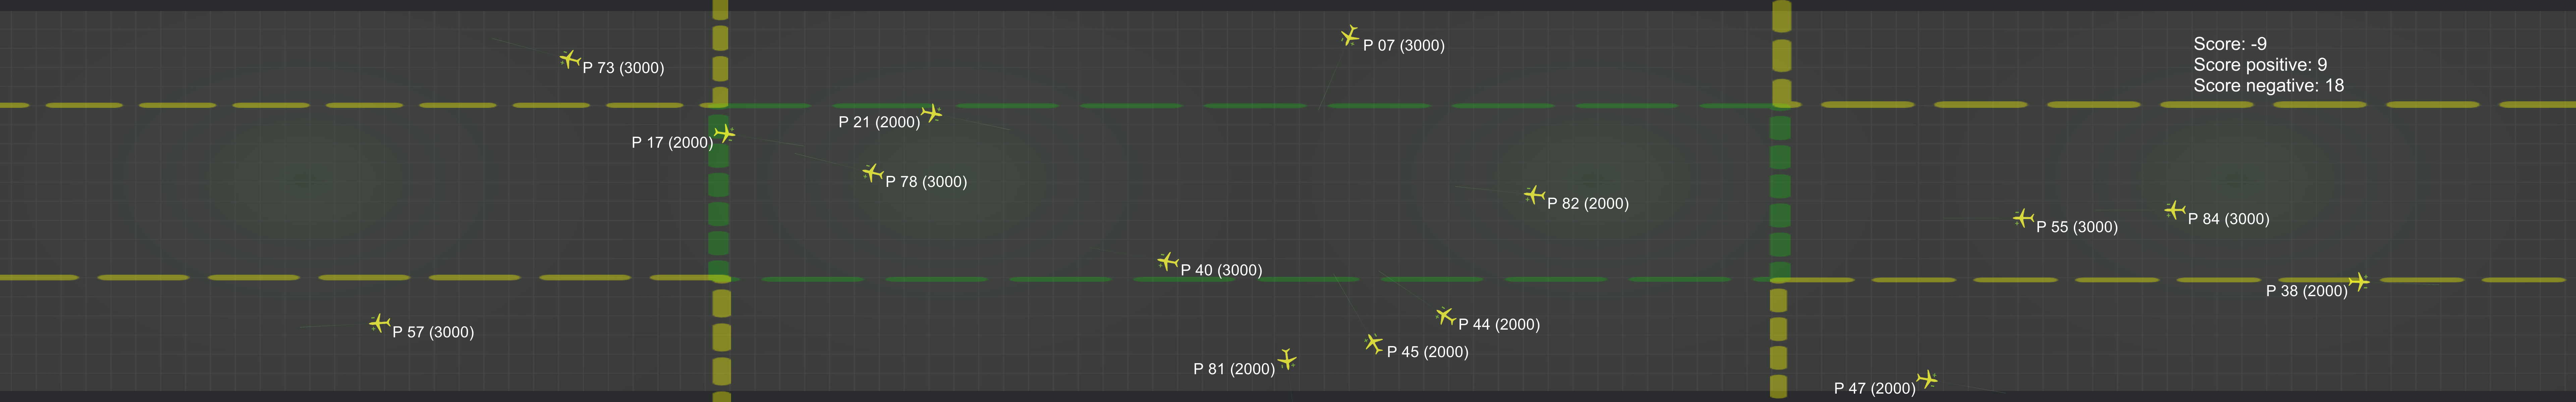 P 07 (3000)
Score: -9
Score positive: 9
Score negative: 18
P 73 (3000)
P 21 (2000)
P 17 (2000)
P 78 (3000)
P 82 (2000)
P 55 (3000)
P 84 (3000)
P 40 (3000)
P 38 (2000)
P 57 (3000)
P 44 (2000)
P 45 (2000)
P 81 (2000)
P 47 (2000)